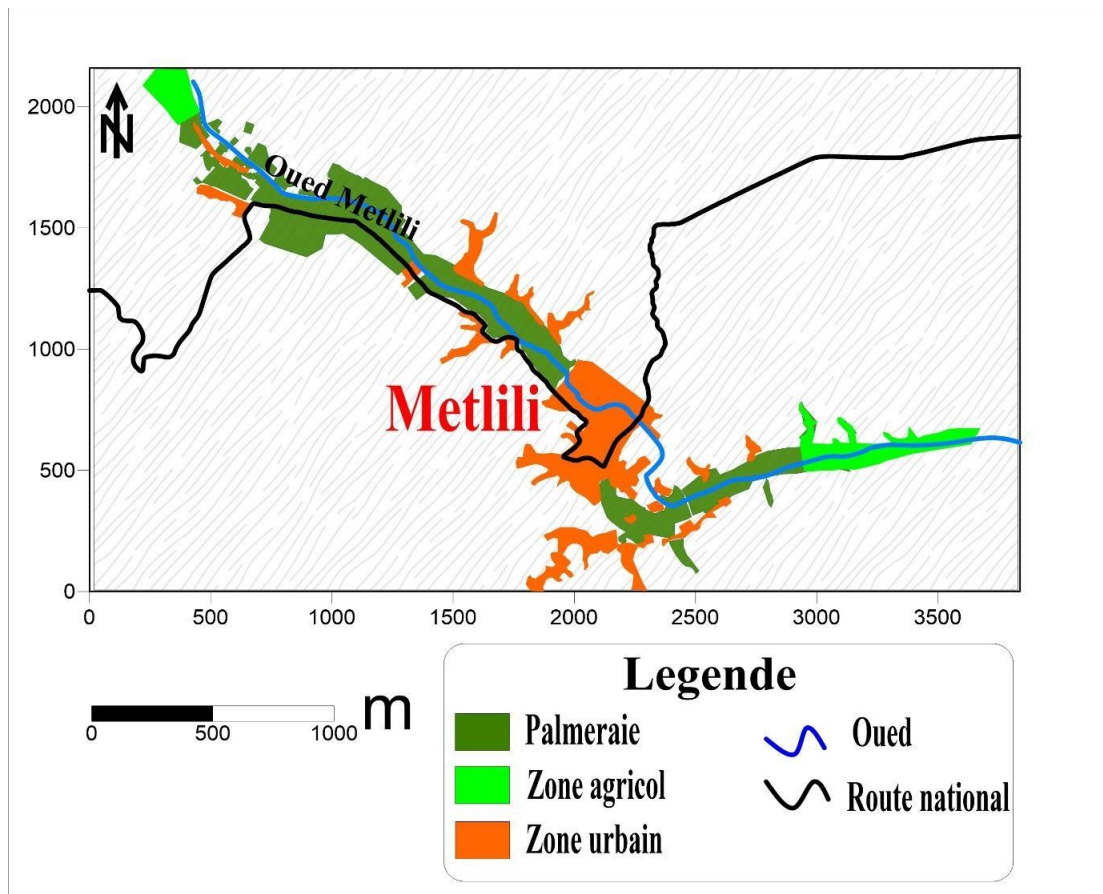 2000
1500
1000
500
0
N
Oued Metlili
Metlili
0 500 1000 1500 2000 2500 3000 3500
Legende
Palmeraie
Zone agricol
Zone urbain
Oued
Route national
0 500 1000 m